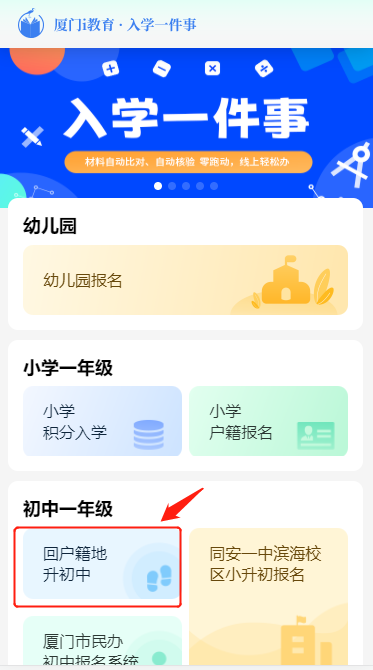 厦门i教育 · 入学一件事
入学一件事
材料自动比对、自动核验 零跑动，线上轻松办
幼儿园
幼儿园报名
小学一年级
小学
积分入学
小学
户籍报名
初中一年级
回户籍地
升初中
同安一中滨海校
区小升初报名
厦门市民办
初中报名系统